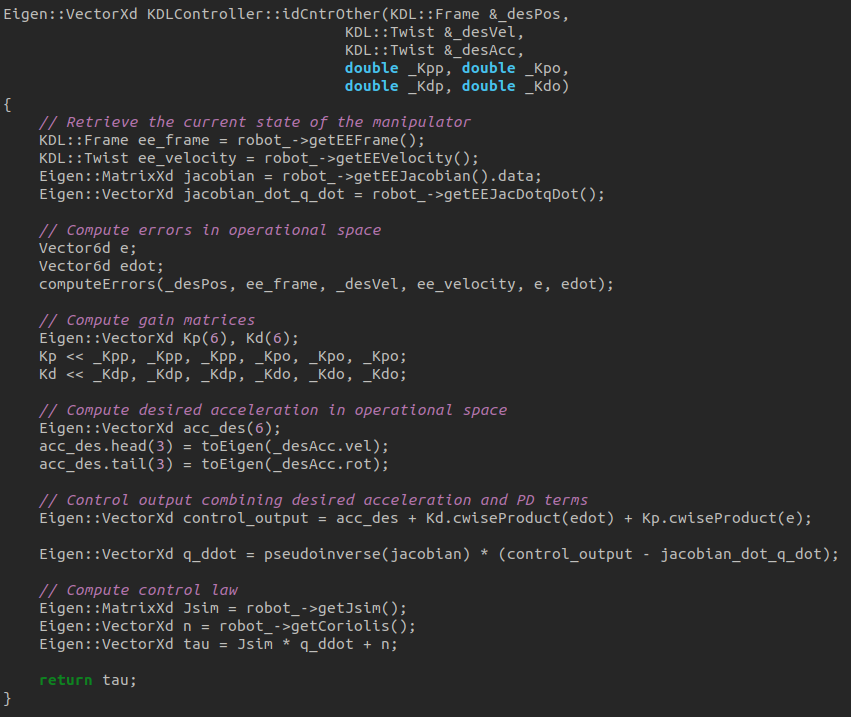 Eigen::VectorXd KDLController::idCntrOther(KDL::Frame &_desPos,
                                  KDL::Twist &_desVel,
                                  KDL::Twist &_desAcc,
                                  double _Kpp, double _Kpo,
                                  double _Kdp, double _Kdo)
{
    // Retrieve the current state of the manipulator
    KDL::Frame ee_frame = robot_->getEEFrame();
    KDL::Twist ee_velocity = robot_->getEEVelocity();
    Eigen::MatrixXd jacobian = robot_->getEEJacobian().data;
    Eigen::VectorXd jacobian_dot_q_dot = robot_->getEEJacDotqDot();

    // Compute errors in operational space
    Vector6d e;
    Vector6d edot;
    computeErrors(_desPos, ee_frame, _desVel, ee_velocity, e, edot);

    // Compute gain matrices
    Eigen::VectorXd Kp(6), Kd(6);
    Kp << _Kpp, _Kpp, _Kpp, _Kpo, _Kpo, _Kpo;
    Kd << _Kdp, _Kdp, _Kdp, _Kdo, _Kdo, _Kdo;

    // Compute desired acceleration in operational space
    Eigen::VectorXd acc_des(6);
    acc_des.head(3) = toEigen(_desAcc.vel);
    acc_des.tail(3) = toEigen(_desAcc.rot);

    // Control output combining desired acceleration and PD terms
    Eigen::VectorXd control_output = acc_des + Kd.cwiseProduct(edot) + Kp.cwiseProduct(e);

    Eigen::VectorXd q_ddot = pseudoinverse(jacobian) * (control_output - jacobian_dot_q_dot);

    // Compute control law
    Eigen::MatrixXd Jsim = robot_->getJsim();
    Eigen::VectorXd n = robot_->getCoriolis();
    Eigen::VectorXd tau = Jsim * q_ddot + n;

    return tau;
}